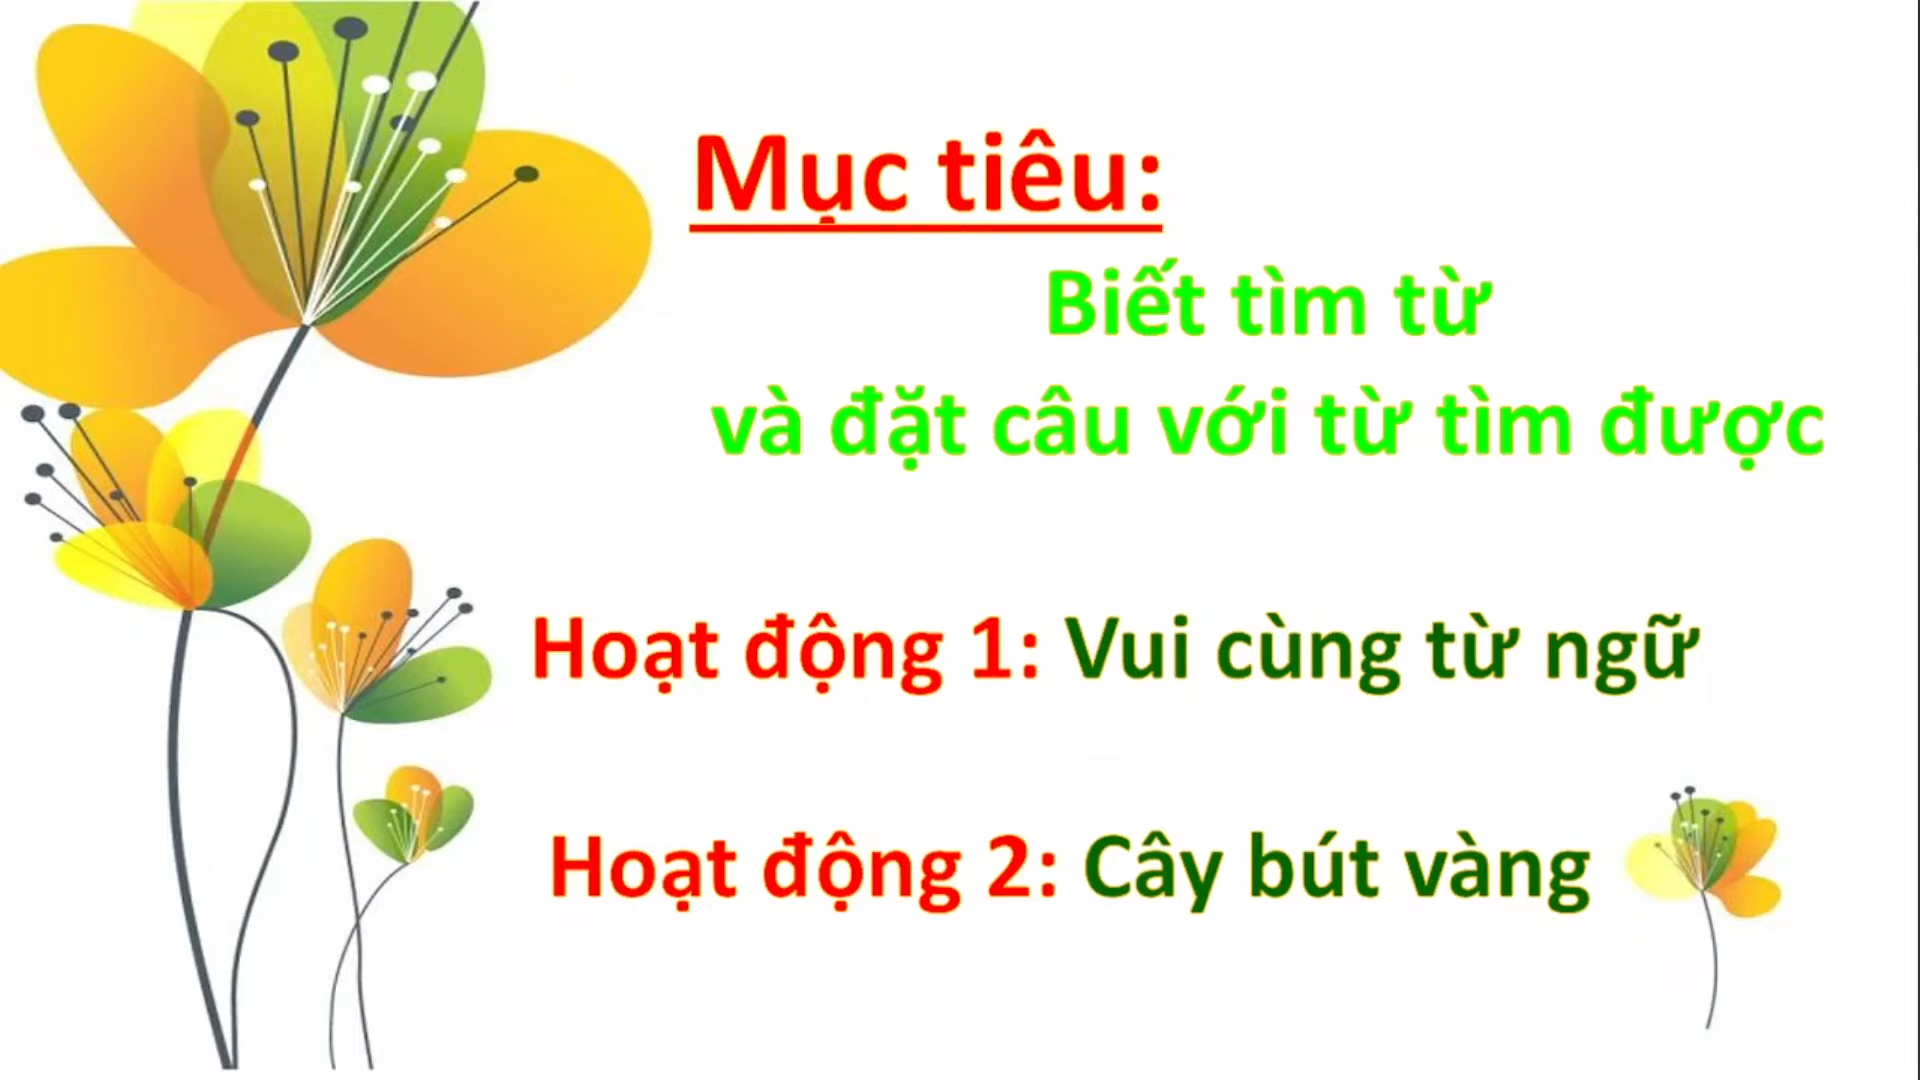 Mục tiêu:
Biết tìm từ
và đặt câu với từ tìm được
Hoạt động 1: Vui cùng từ ngữ
Hoạt động 2: Cây bút vàng